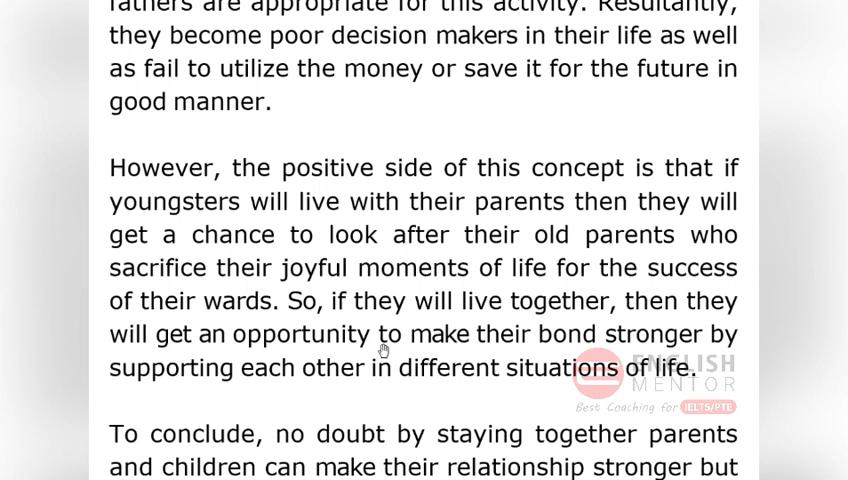 fathers are appropriate for this activity. Resultantly,
they become poor decision makers in their life as well
as fail to utilize the money or save it for the future in
good manner.
However, the positive side of this concept is that if
youngsters will live with their parents then they will
get a chance to look after their old parents who
sacrifice their joyful moments of life for the success
of their wards. So, if they will live together, then they
will get an opportunity to make their bond stronger by
supporting each other in different situations of life.
ENGLISH
MENTOR
Best Coaching for IELTS/PTE
To conclude, no doubt by staying together parents
and children can make their relationship stronger but